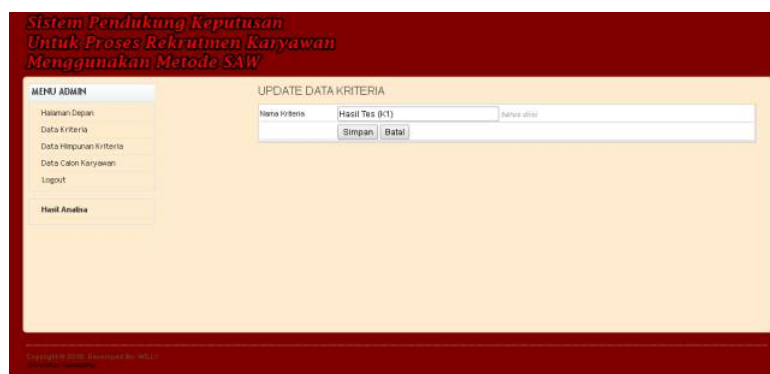 Sistem Pendukung Keputusan
Untuk Proses Rekrutmen Karyawan
Menggunakan Metode SAW
MENU ADMIN
Halaman Depan
Data Kriteria
Data Himpunan Kriteria
Data Calon Karyawan
Logout
Hasil Analisa
UPDATE DATA KRITERIA
Nama Kriteria
Hasil Tes (K1)
harus diisi
Simpan
Batal